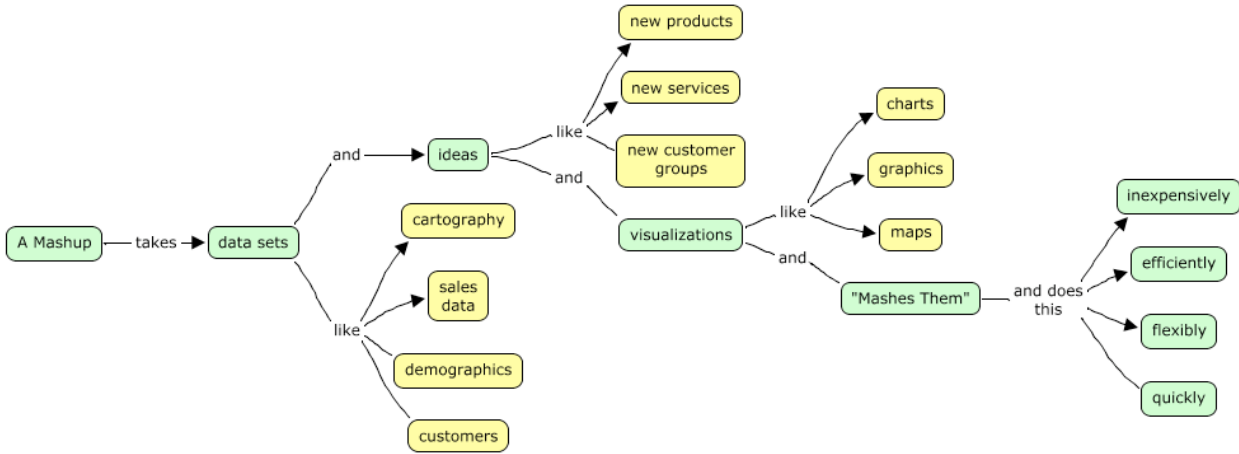 A Mashup
takes
data sets
and
ideas
like
new products
new services
new customer
groups
and
visualizations
like
charts
graphics
maps
and
"Mashes Them"
and does
this
inexpensively
efficiently
flexibly
quickly
like
cartography
sales
data
demographics
customers